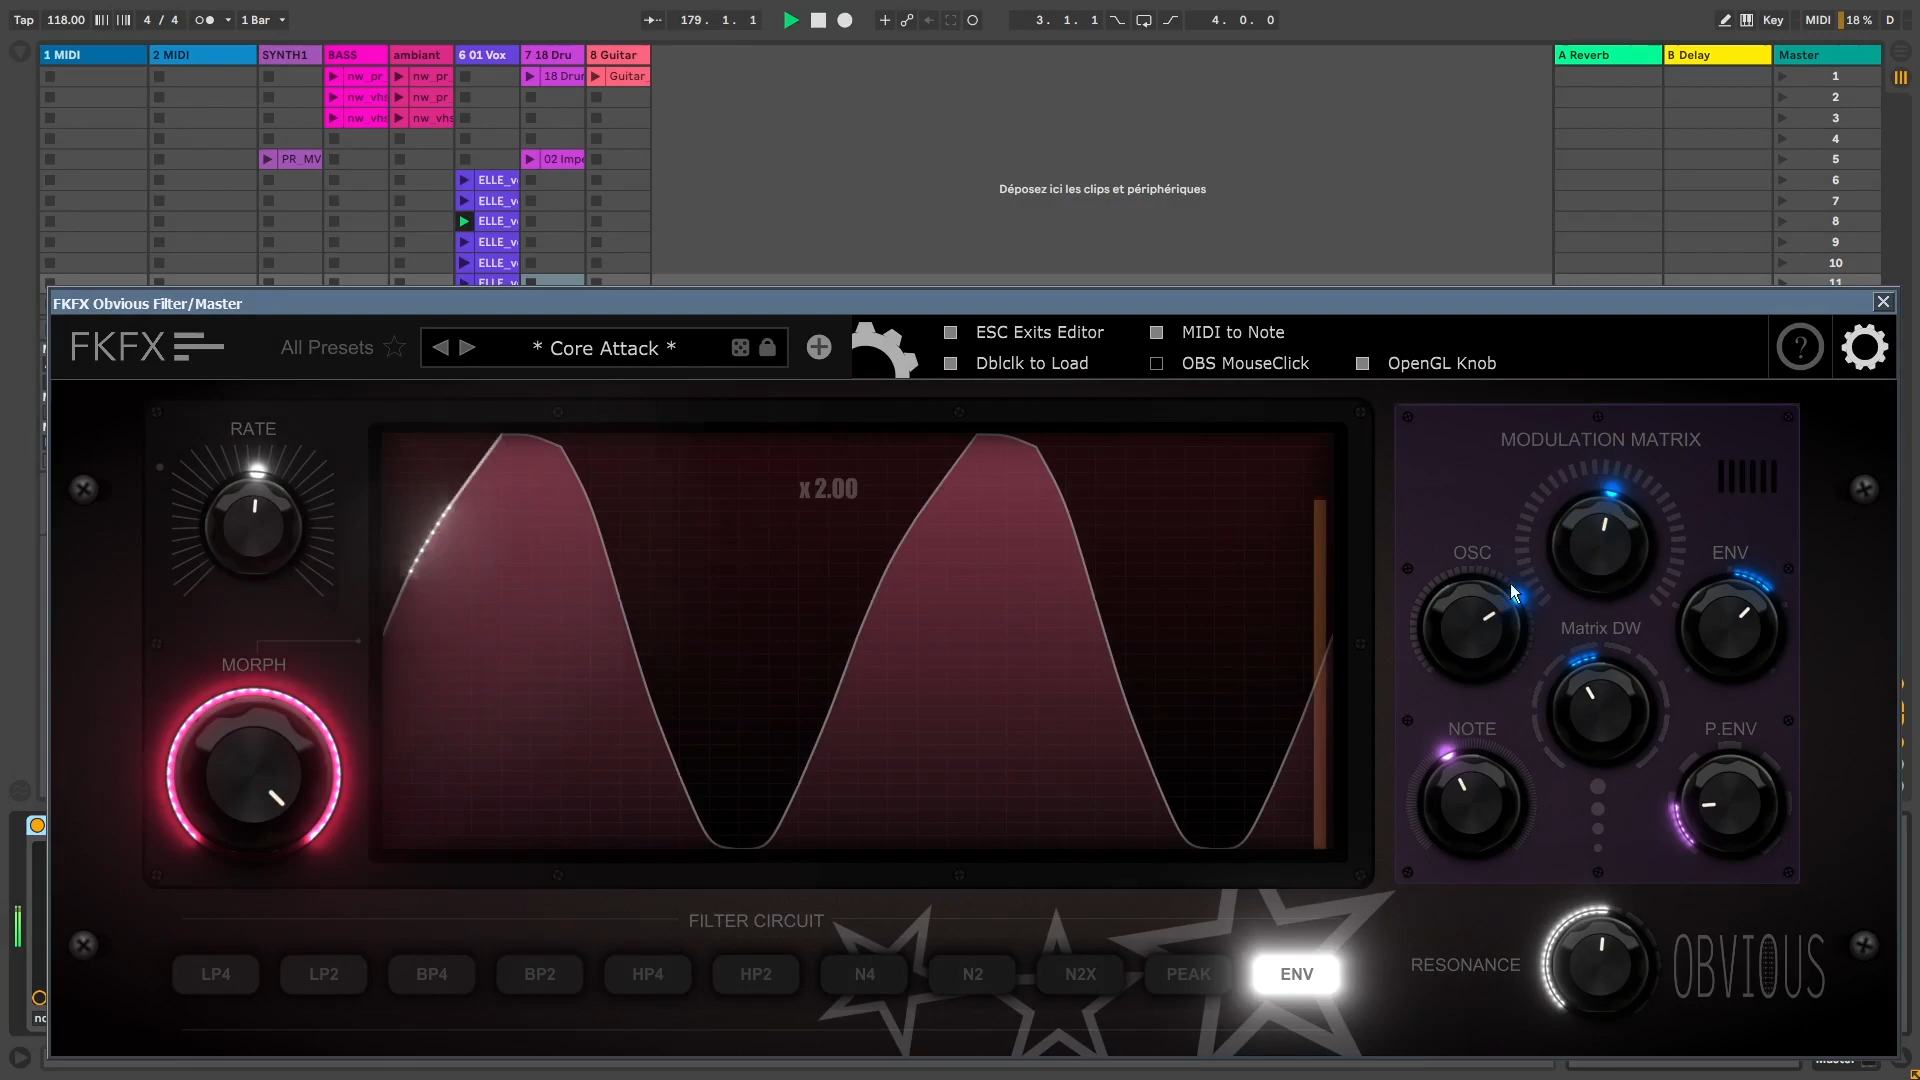 Tap 118.00 4 / 4 1 Bar 179. 1. 1 3. 1. 1 4. 0. 0 Key MIDI 18 % D
1 MIDI 2 MIDI SYNTH1 BASS ambiant 6 01 Vox 7 18 Dru 8 Guitar A Reverb B Delay Master
nw_pr nw_pr 18 Dru Guitar 1
nw_vhs nw_pr 2
nw_vhs nw_vhs 3
4
PR_MV 02 Impe 5
ELLE_v 6
Déposez ici les clips et périphériques
ELLE_v 7
ELLE_v 8
ELLE_v 9
ELLE_v 10
ELLE_v 11
FKFX Obvious Filter/Master
FKFX All Presets * Core Attack * ?
ESC Exits Editor MIDI to Note
Dblclk to Load OBS MouseClick OpenGL Knob
RATE
MODULATION MATRIX
x 2.00
OSC ENV
Matrix DW
MORPH
NOTE P.ENV
FILTER CIRCUIT
LP4 LP2 BP4 BP2 HP4 HP2 N4 N2 N2X PEAK ENV
RESONANCE OBVIOUS